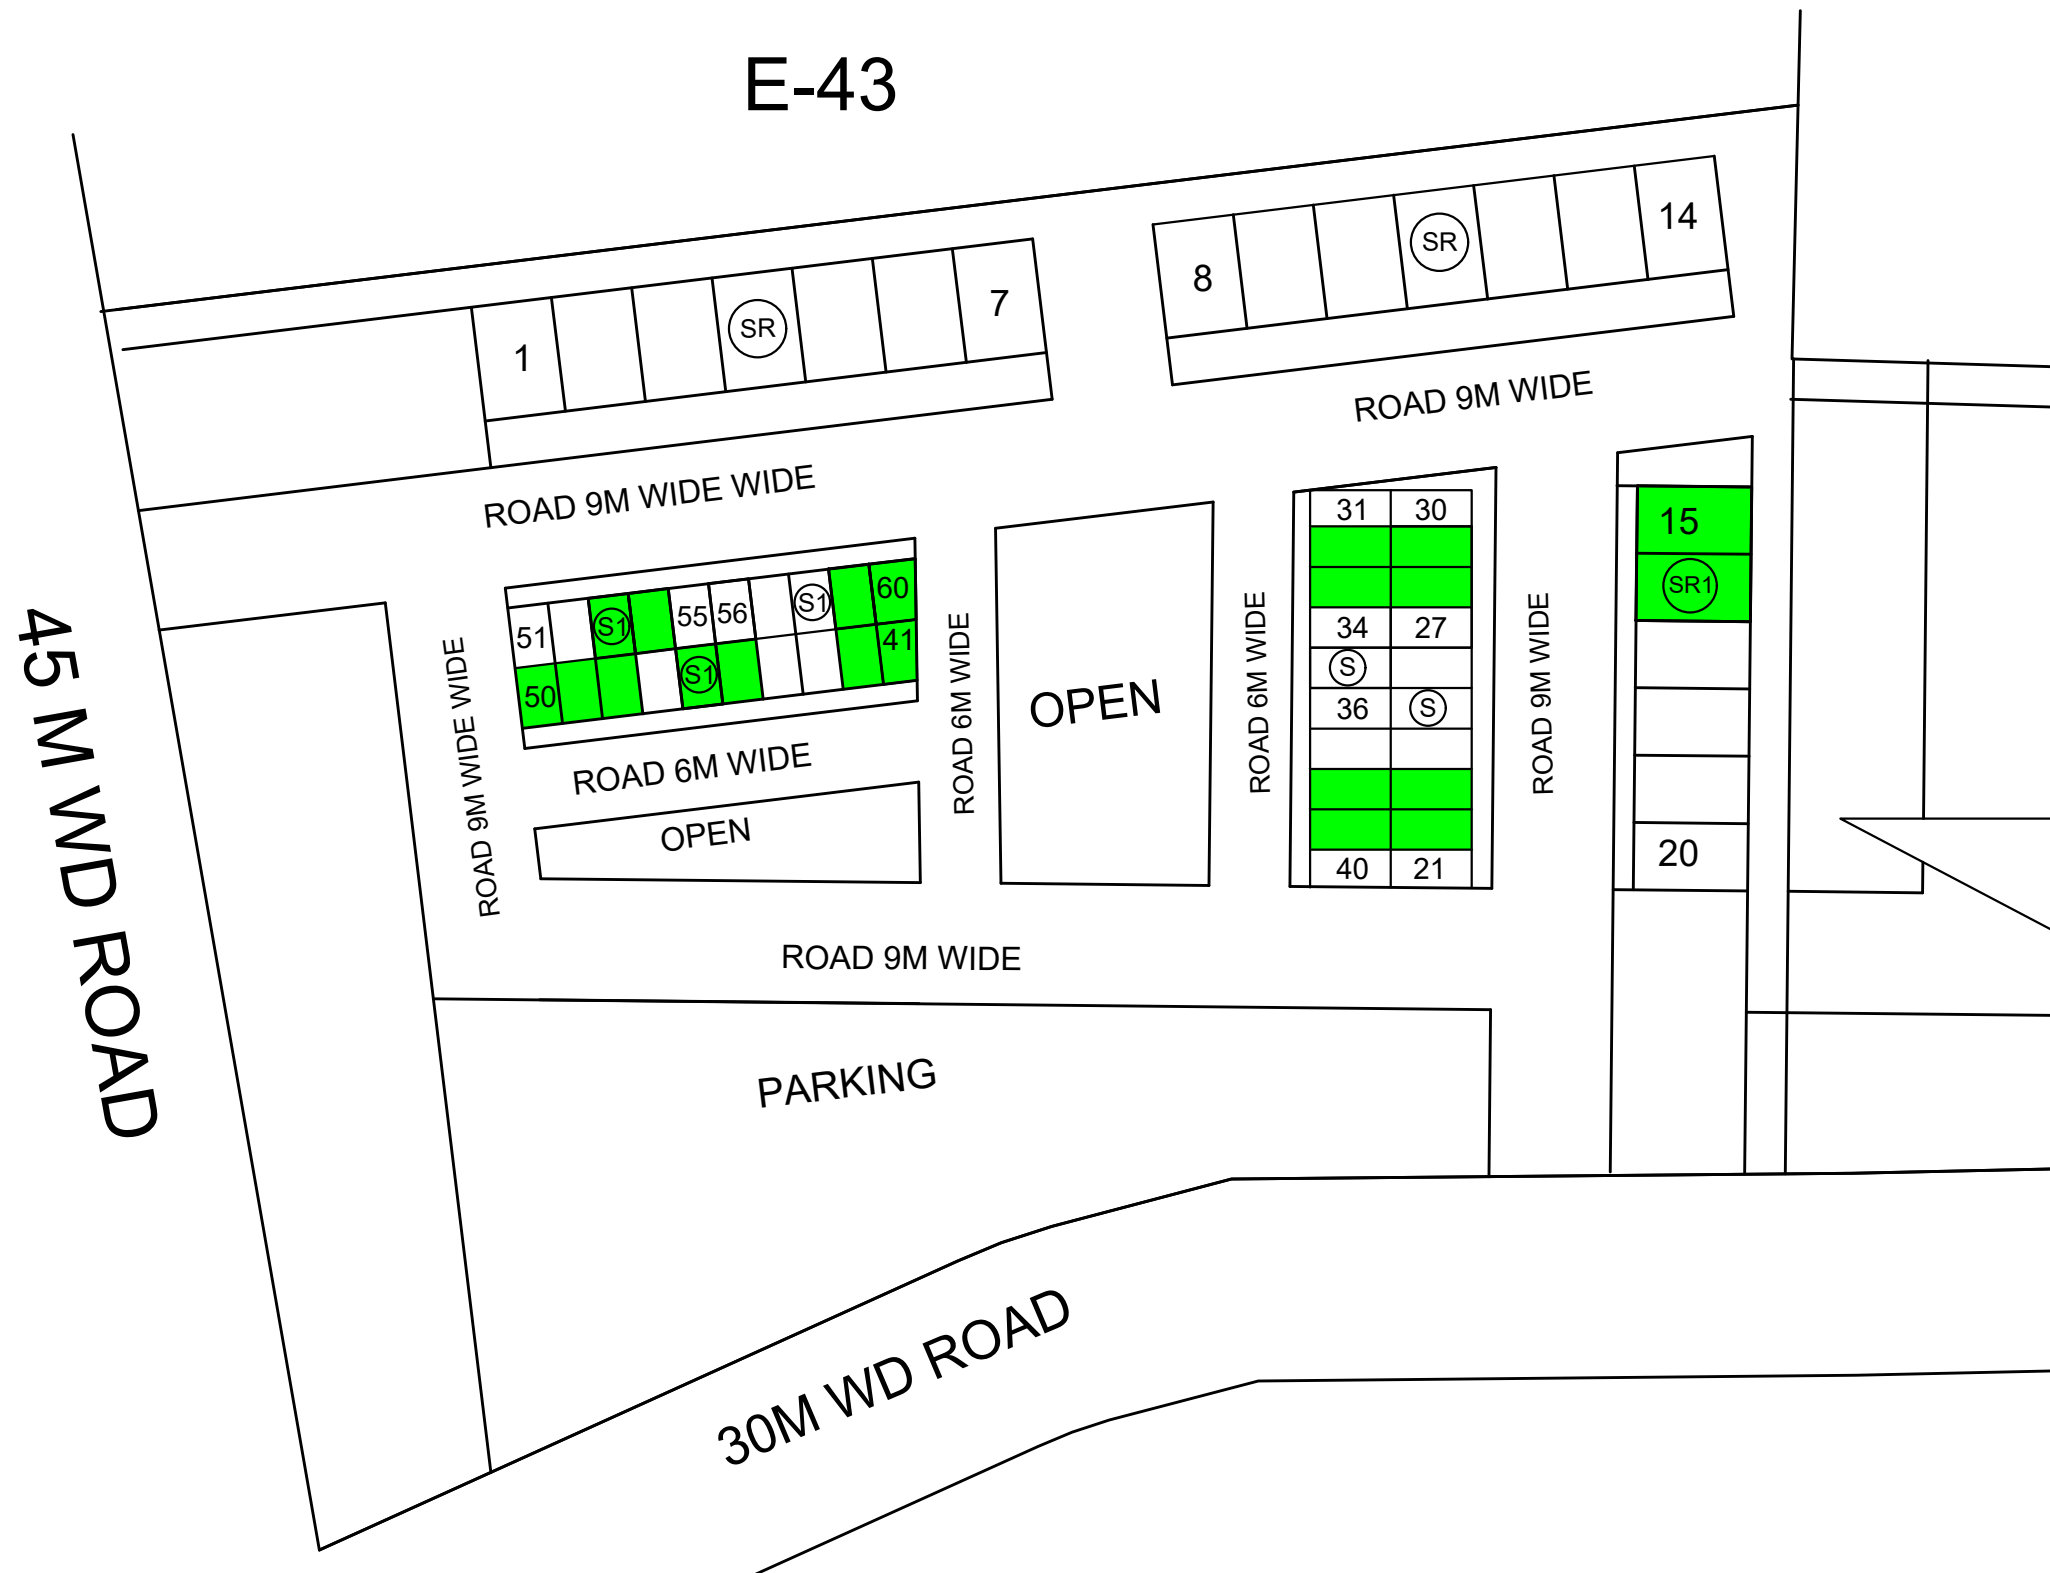 E-43
14
SR
8
7
SR
1
ROAD 9M WIDE
ROAD 9M WIDE WIDE
31 30
15
SR1
34 27
S
36 S
40 21
20
51 S1 55 56 S1 60
50 S1 41
ROAD 9M WIDE WIDE
ROAD 6M WIDE
ROAD 6M WIDE
OPEN
ROAD 6M WIDE
ROAD 9M WIDE
OPEN
45 M WD ROAD
ROAD 9M WIDE
PARKING
30M WD ROAD